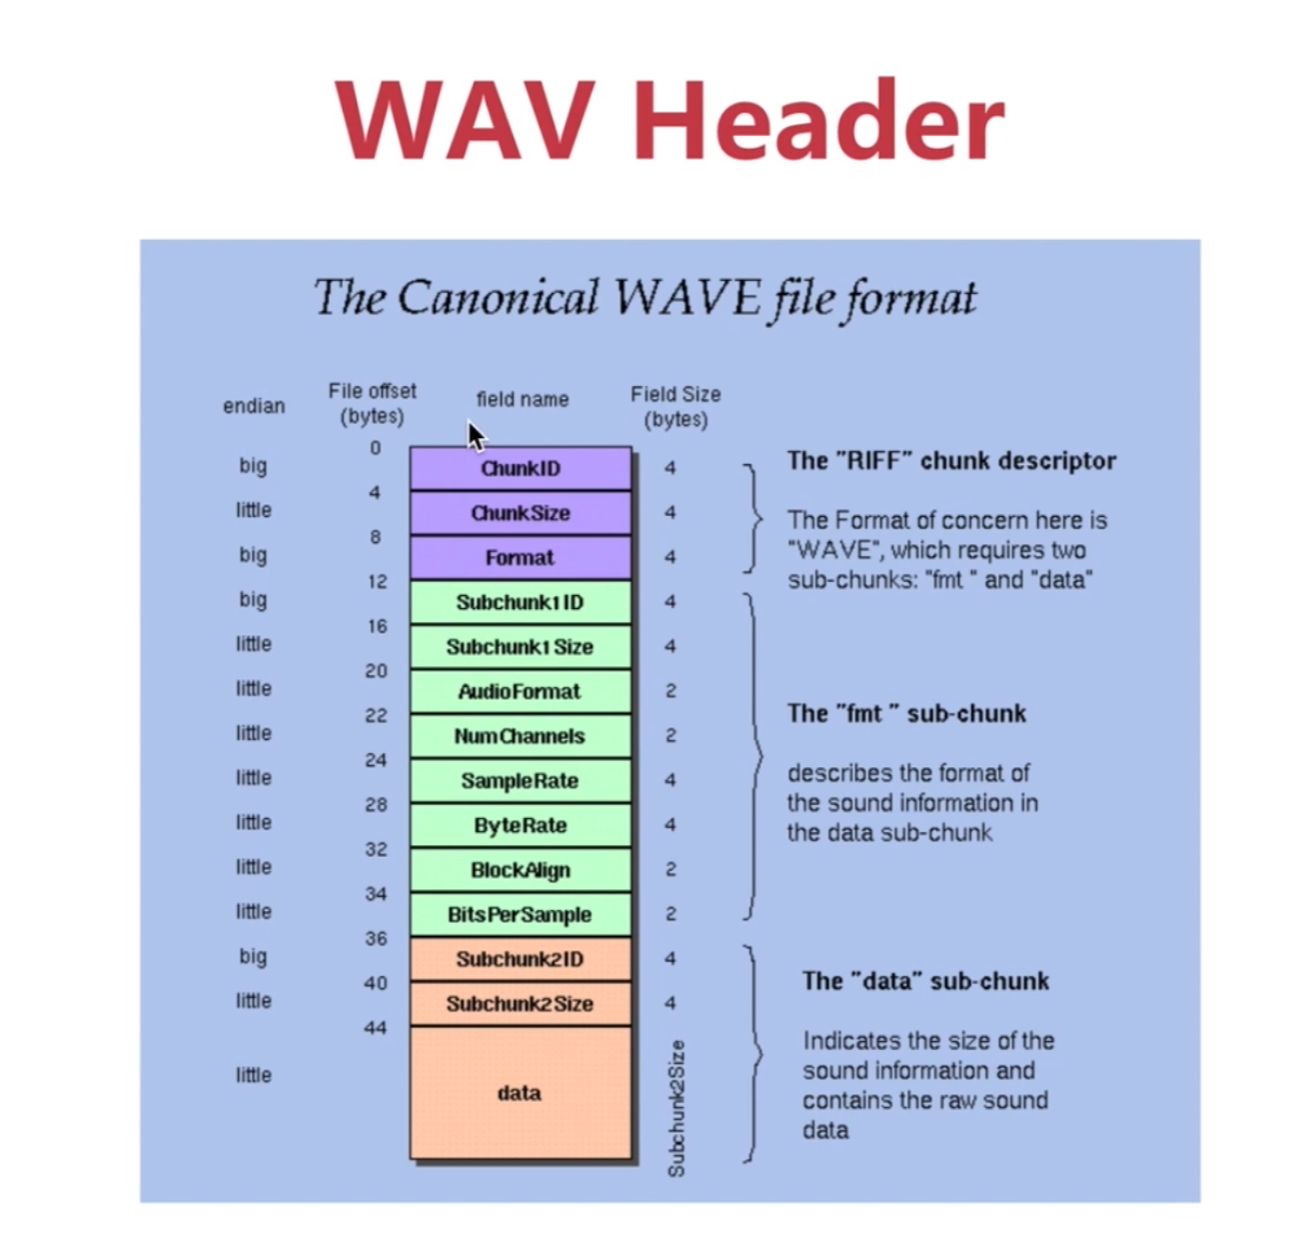 WAV Header
The Canonical WAVE file format
endian File offset (bytes) field name Field Size (bytes)
0
big ChunkID 4
4
little ChunkSize 4
8
big Format 4
12
big Subchunk1ID 4
16
little Subchunk1Size 4
20
little AudioFormat 2
22
little NumChannels 2
24
little SampleRate 4
28
little ByteRate 4
32
little BlockAlign 2
34
little BitsPerSample 2
36
big Subchunk2ID 4
40
little Subchunk2Size 4
44
little data Subchunk2Size
The "RIFF" chunk descriptor
The Format of concern here is
"WAVE", which requires two
sub-chunks: "fmt " and "data"
The "fmt " sub-chunk
describes the format of
the sound information in
the data sub-chunk
The "data" sub-chunk
Indicates the size of the
sound information and
contains the raw sound
data